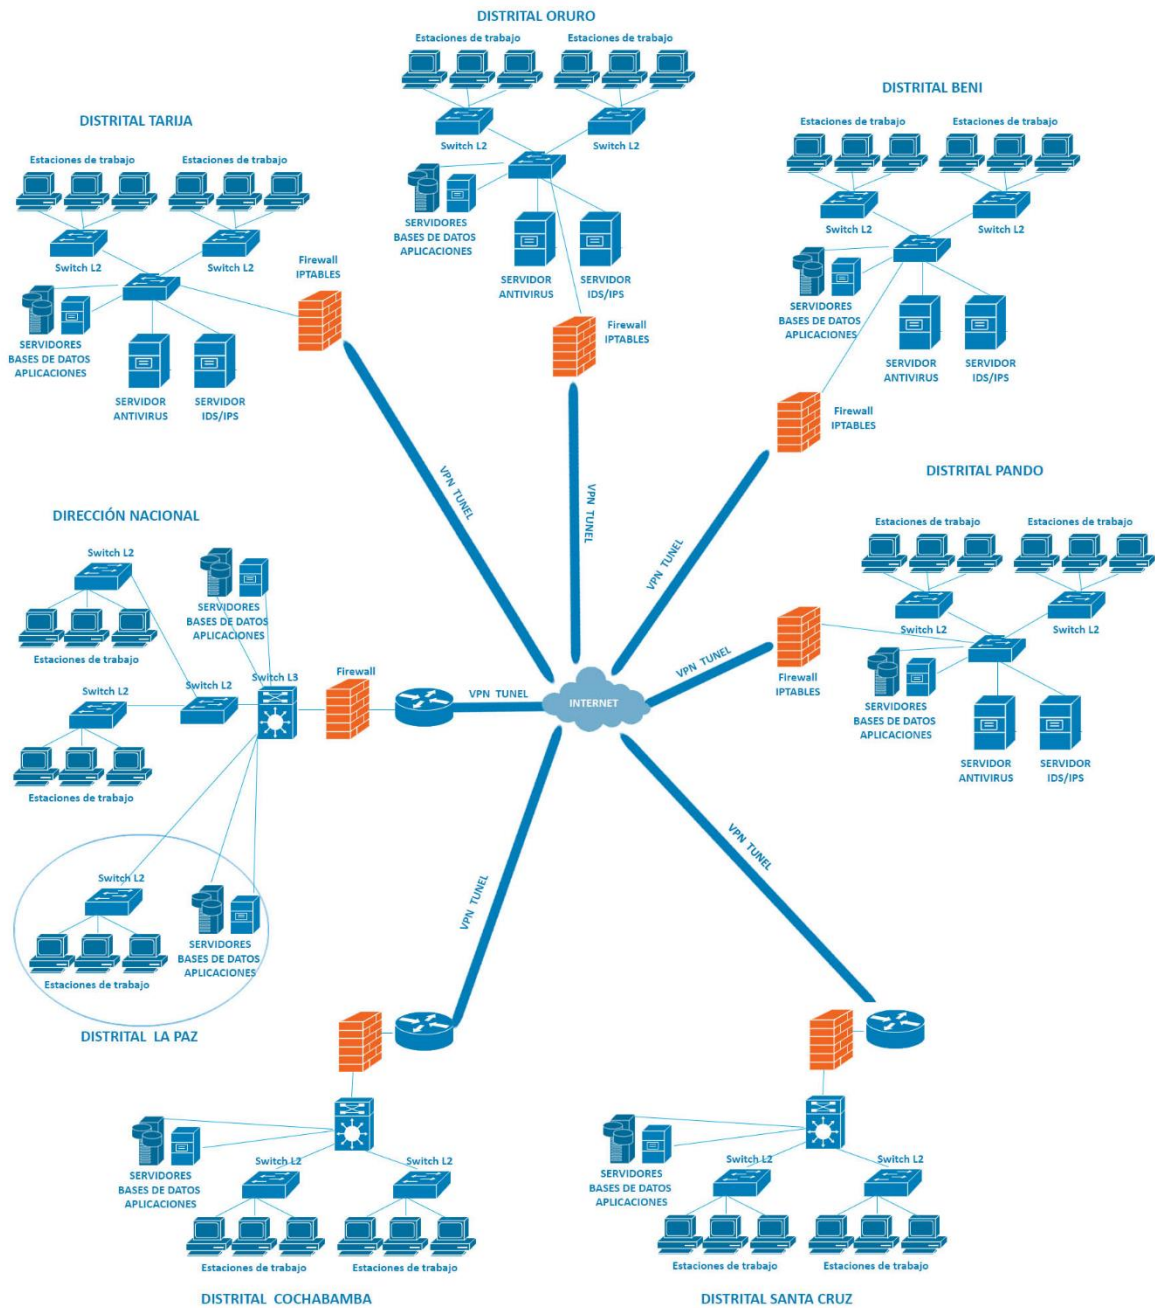 DISTRITAL ORURO
Estaciones de trabajo
Estaciones de trabajo
Switch L2
Switch L2
SERVIDORES
BASES DE DATOS
APLICACIONES
SERVIDOR
ANTIVIRUS
SERVIDOR
IDS/IPS
Firewall
IPTABLES
VPN TUNEL
DISTRITAL BENI
Estaciones de trabajo
Estaciones de trabajo
Switch L2
Switch L2
SERVIDORES
BASES DE DATOS
APLICACIONES
SERVIDOR
ANTIVIRUS
SERVIDOR
IDS/IPS
Firewall
IPTABLES
VPN TUNEL
DISTRITAL TARIJA
Estaciones de trabajo
Estaciones de trabajo
Switch L2
Switch L2
Firewall
IPTABLES
SERVIDORES
BASES DE DATOS
APLICACIONES
SERVIDOR
ANTIVIRUS
SERVIDOR
IDS/IPS
VPN TUNEL
DISTRITAL PANDO
Estaciones de trabajo
Estaciones de trabajo
Switch L2
Switch L2
Firewall
IPTABLES
SERVIDORES
BASES DE DATOS
APLICACIONES
SERVIDOR
ANTIVIRUS
SERVIDOR
IDS/IPS
VPN TUNEL
DIRECCIÓN NACIONAL
Switch L2
SERVIDORES
BASES DE DATOS
APLICACIONES
Estaciones de trabajo
Switch L2
Switch L2
Switch L3
Firewall
VPN TUNEL
INTERNET
Estaciones de trabajo
Switch L2
SERVIDORES
BASES DE DATOS
APLICACIONES
Estaciones de trabajo
DISTRITAL LA PAZ
VPN TUNEL
VPN TUNEL
SERVIDORES
BASES DE DATOS
APLICACIONES
Switch L2
Switch L2
Estaciones de trabajo
Estaciones de trabajo
DISTRITAL COCHABAMBA
SERVIDORES
BASES DE DATOS
APLICACIONES
Switch L2
Switch L2
Estaciones de trabajo
Estaciones de trabajo
DISTRITAL SANTA CRUZ